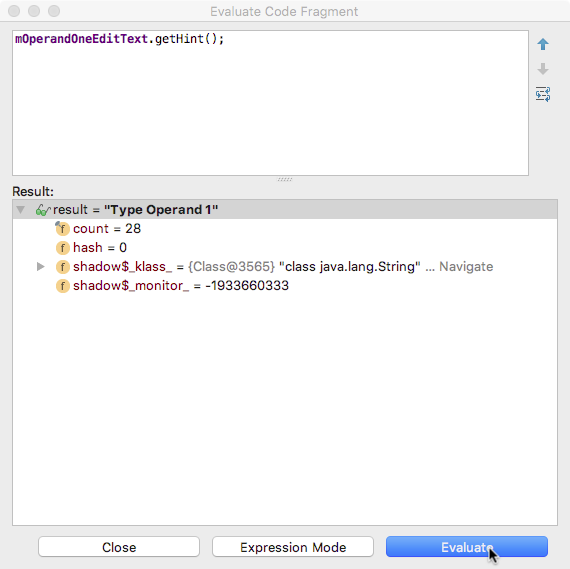 Evaluate Code Fragment
mOperandOneEditText.getHint();
Result:
result = "Type Operand 1"
f count = 28
f hash = 0
f shadow$_klass_ = {Class@3565} "class java.lang.String" ... Navigate
f shadow$_monitor_ = -1933660333
Close Expression Mode Evaluate